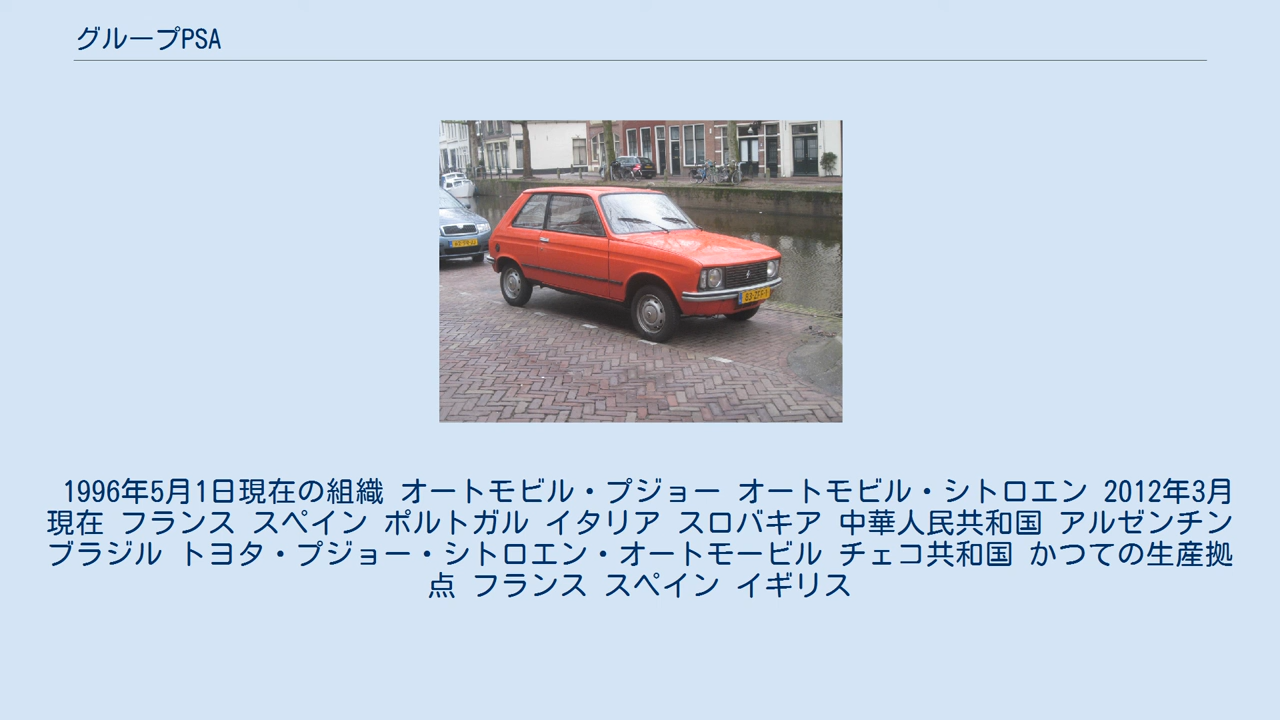 グループPSA
1996年5月1日現在の組織 オートモビル・プジョー オートモビル・シトロエン 2012年3月
現在 フランス スペイン ポルトガル イタリア スロバキア 中華人民共和国 アルゼンチン
ブラジル トヨタ・プジョー・シトロエン・オートモービル チェコ共和国 かつての生産拠
点 フランス スペイン イギリス